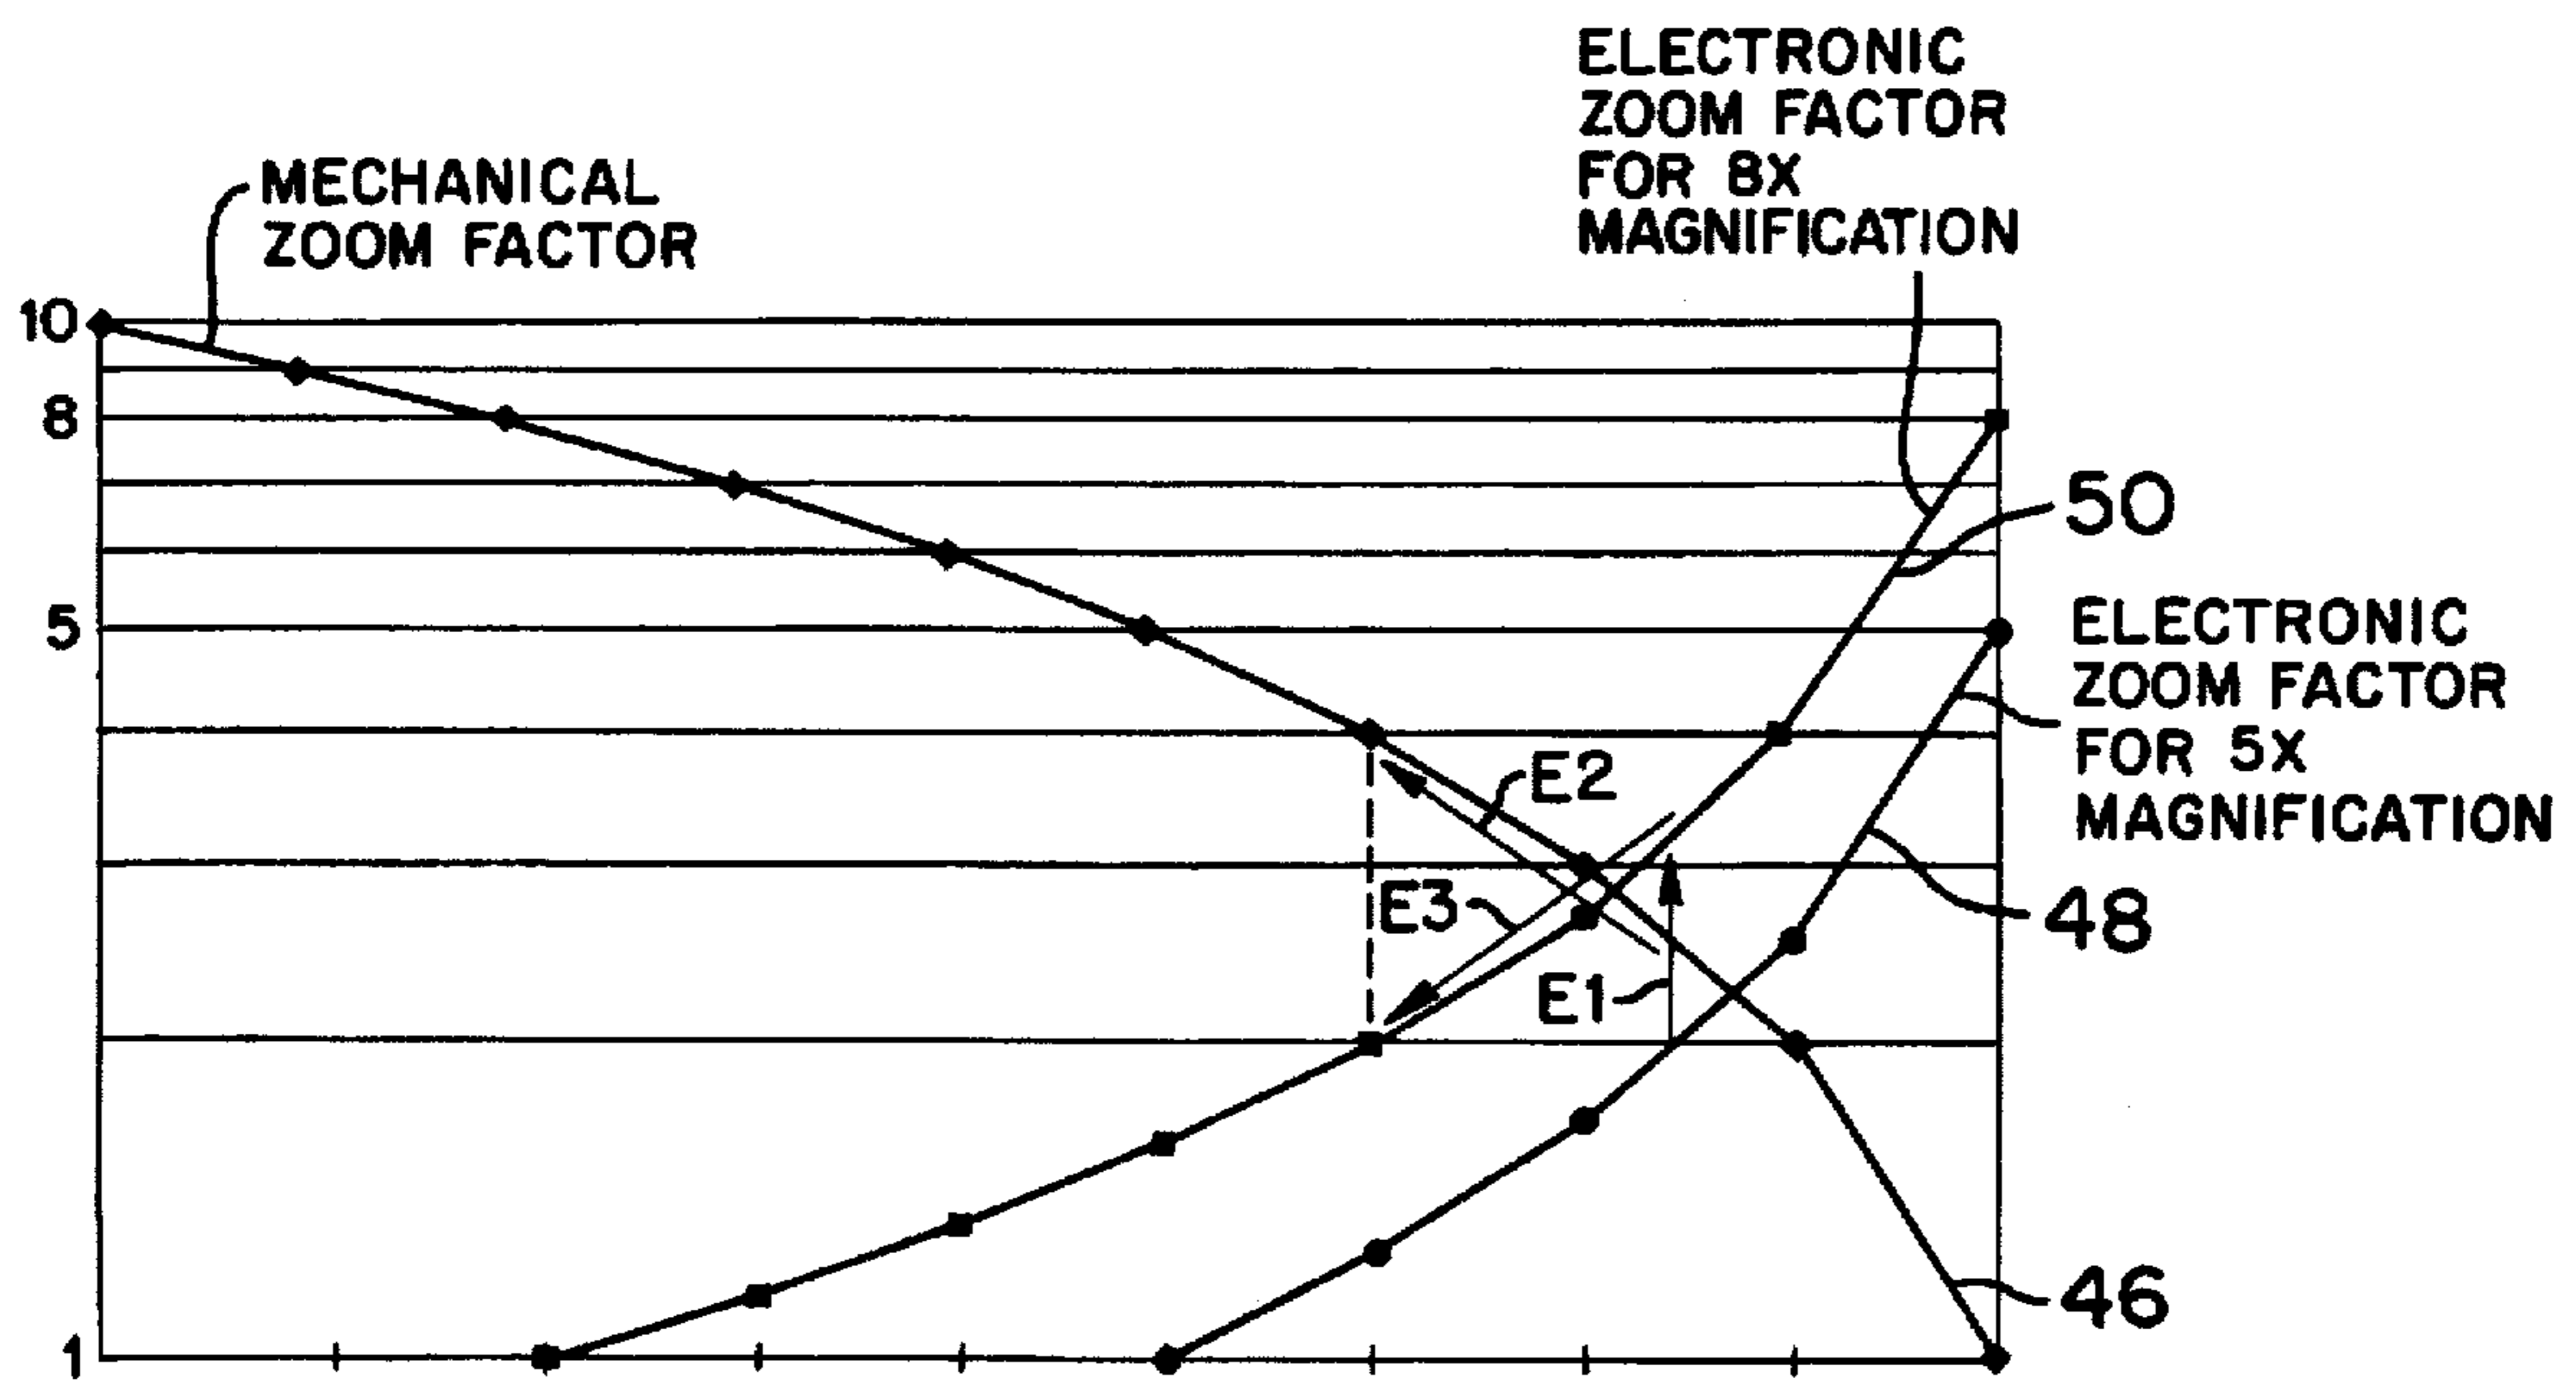 ELECTRONIC
ZOOM FACTOR
FOR 8X
MAGNIFICATION
MECHANICAL
ZOOM FACTOR
10
8
50
5
ELECTRONIC
ZOOM FACTOR
FOR 5X
MAGNIFICATION
E2
E3
48
E1
46
1